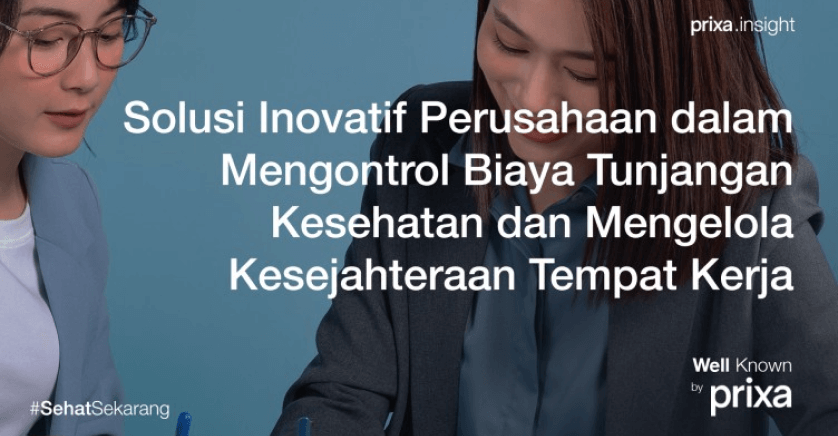 prixa.insight
Solusi Inovatif Perusahaan dalam
Mengontrol Biaya Tunjangan
Kesehatan dan Mengelola
Kesejahteraan Tempat Kerja
Well Known
by prixa
#SehatSekarang